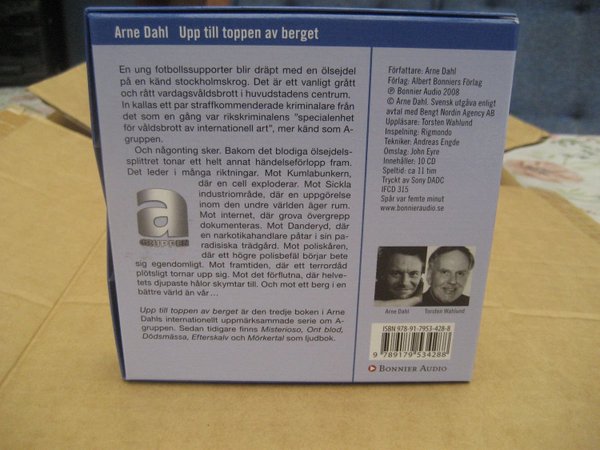 Arne Dahl Upp till toppen av berget
En ung fotbollssupporter blir dräpt med en ölsejdel
på en känd stockholmskrog. Det är ett vanligt grått
och rått vardagsvåldsbrott i huvudstadens centrum.
In kallas ett par straffkommenderade kriminalare från
det som en gång var rikskriminalens "specialenhet
för våldsbrott av internationell art", mer känd som A-
gruppen.
Och någonting sker. Bakom det blodiga ölsejdels-
splittret tonar ett helt annat händelseförlopp fram.
Det leder i många riktningar. Mot Kumlabunkern,
där en cell exploderar. Mot Sickla
industriområde, där en uppgörelse
inom den undre världen äger rum.
Mot internet, där grova övergrepp
dokumenteras. Mot Danderyd, där
en narkotikahandlare påtar i sin pa-
radisiska trädgård. Mot poliskåren,
där ett högre polisbefäl börjar bete
sig egendomligt. Mot framtiden, där ett terrordåd
plötsligt tornar upp sig. Mot det förflutna, där helve-
tets djupaste hålor skymtar till. Och mot ett berg i en
bättre värld än vår...
a
GRUPPEN
Upp till toppen av berget är den tredje boken i Arne
Dahls internationellt uppmärksammade serie om A-
gruppen. Sedan tidigare finns Misterioso, Ont blod,
Dödsmässa, Efterskalv och Mörkertal som ljudbok.
Författare: Arne Dahl
Förlag: Albert Bonniers Förlag
℗ Bonnier Audio 2008
© Arne Dahl. Svensk utgåva enligt
avtal med Bengt Nordin Agency AB
Uppläsare: Torsten Wahlund
Inspelning: Rigmondo
Tekniker: Andreas Engde
Omslag: John Eyre
Innehåller: 10 CD
Speltid: ca 11 tim
Tryckt av Sony DADC
IFCD 315
Spår var femte minut
www.bonnieraudio.se
Arne Dahl Torsten Wahlund
ISBN 978-91-7953-428-8
9 789179 534288
BONNIER AUDIO